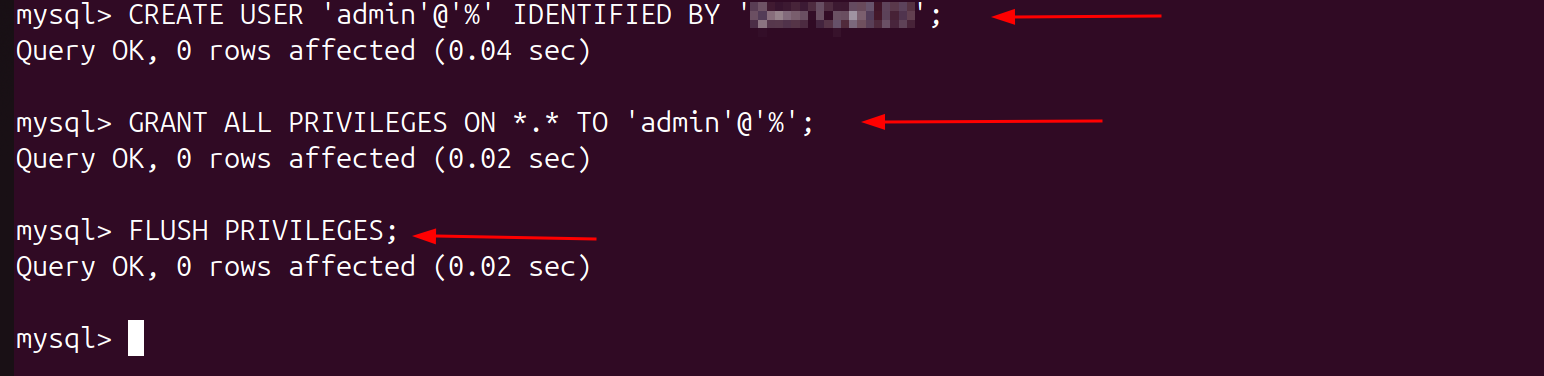 mysql> CREATE USER 'admin'@'%' IDENTIFIED BY '';
Query OK, 0 rows affected (0.04 sec)
mysql> GRANT ALL PRIVILEGES ON *.* TO 'admin'@'%';
Query OK, 0 rows affected (0.02 sec)
mysql> FLUSH PRIVILEGES;
Query OK, 0 rows affected (0.02 sec)
mysql>